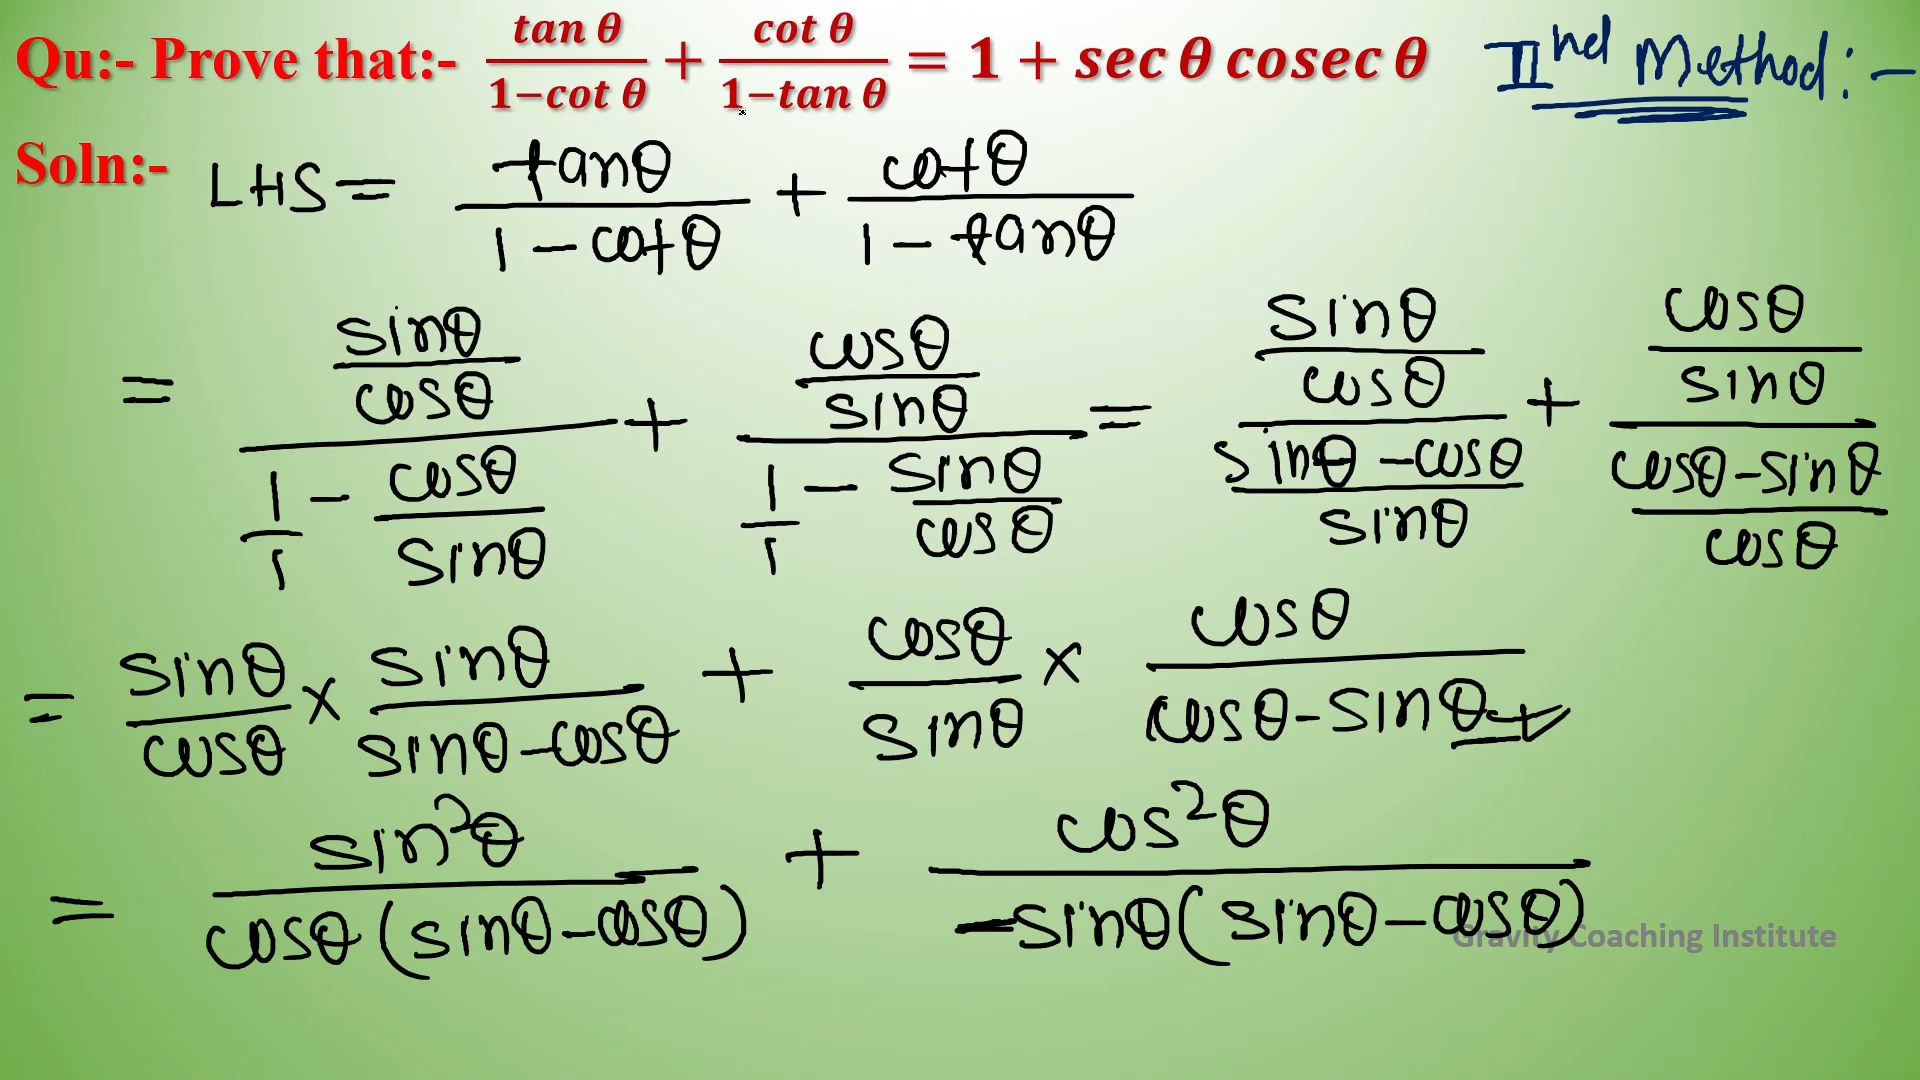 Qu:- Prove that:- tan θ / 1−cot θ + cot θ / 1−tan θ = 1 + sec θ cosec θ IInd Method:-
Soln:- LHS = tanθ / 1 − cotθ + cotθ / 1 − tanθ
= (sinθ / cosθ) / (1/1 − cosθ / sinθ) + (cosθ / sinθ) / (1/1 − sinθ / cosθ) = (sinθ / cosθ) / (sinθ − cosθ / sinθ) + (cosθ / sinθ) / (cosθ − sinθ / cosθ)
= sinθ / cosθ × sinθ / sinθ − cosθ + cosθ / sinθ × cosθ / cosθ − sinθ
= sin²θ / cosθ (sinθ − cosθ) + cos²θ / −sinθ (sinθ − cosθ)
Gravity Coaching Institute